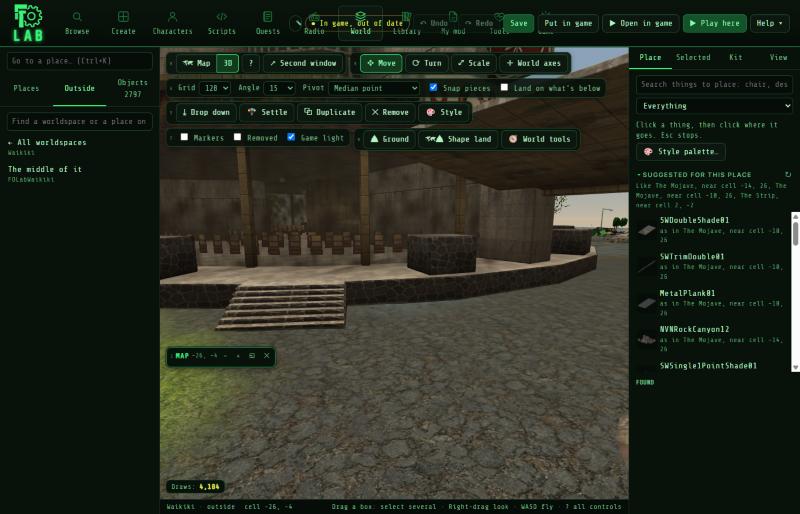 LAB
Browse
Create
Characters
Scripts
Quests
Radio
World
Library
My mod
In game, out of date
Undo
Redo
Save
Put in game
Open in game
Play here
Help
Go to a place… (Ctrl+K)
Places
Outside
Objects
2797
Find a worldspace or a place on
← All worldspaces
Waikiki
The middle of it
FOLabWaikiki
Map
3D
?
↗ Second window
Move
Turn
Scale
World axes
Grid
128
Angle
15
Pivot
Median point
Snap pieces
Land on what's below
Drop down
Settle
Duplicate
Remove
Style
Markers
Removed
Game light
Ground
Shape land
World tools
MAP -26, -4
Draws: 4,184
Waikiki · outside cell -26, -4
Drag a box: select several · Right-drag look · WASD fly · ? all controls
Place
Selected
Kit
View
Search things to place: chair, des
Everything
Click a thing, then click where it
goes. Esc stops.
Style palette…
SUGGESTED FOR THIS PLACE
Like The Mojave, near cell -14, 26, The
Mojave, near cell -18, 26, The Strip,
near cell 2, -2
SWDoubleShade01
as in The Mojave, near cell -18,
26
SWTrimDouble01
as in The Mojave, near cell -18,
26
MetalPlank01
as in The Mojave, near cell -18,
26
NVNRockCanyon12
as in The Mojave, near cell -18,
26
SWSingle1PointShade01
FOUND